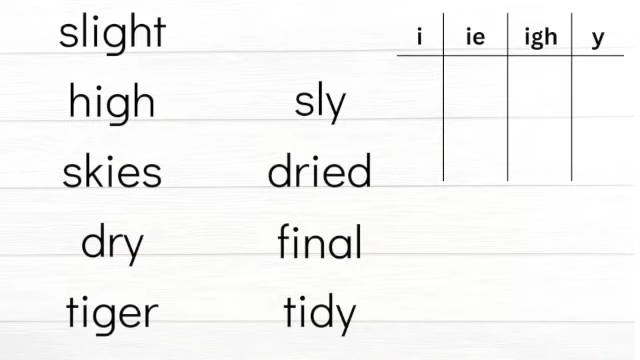 slight
high
skies
dry
tiger
sly
dried
final
tidy
i ie igh y